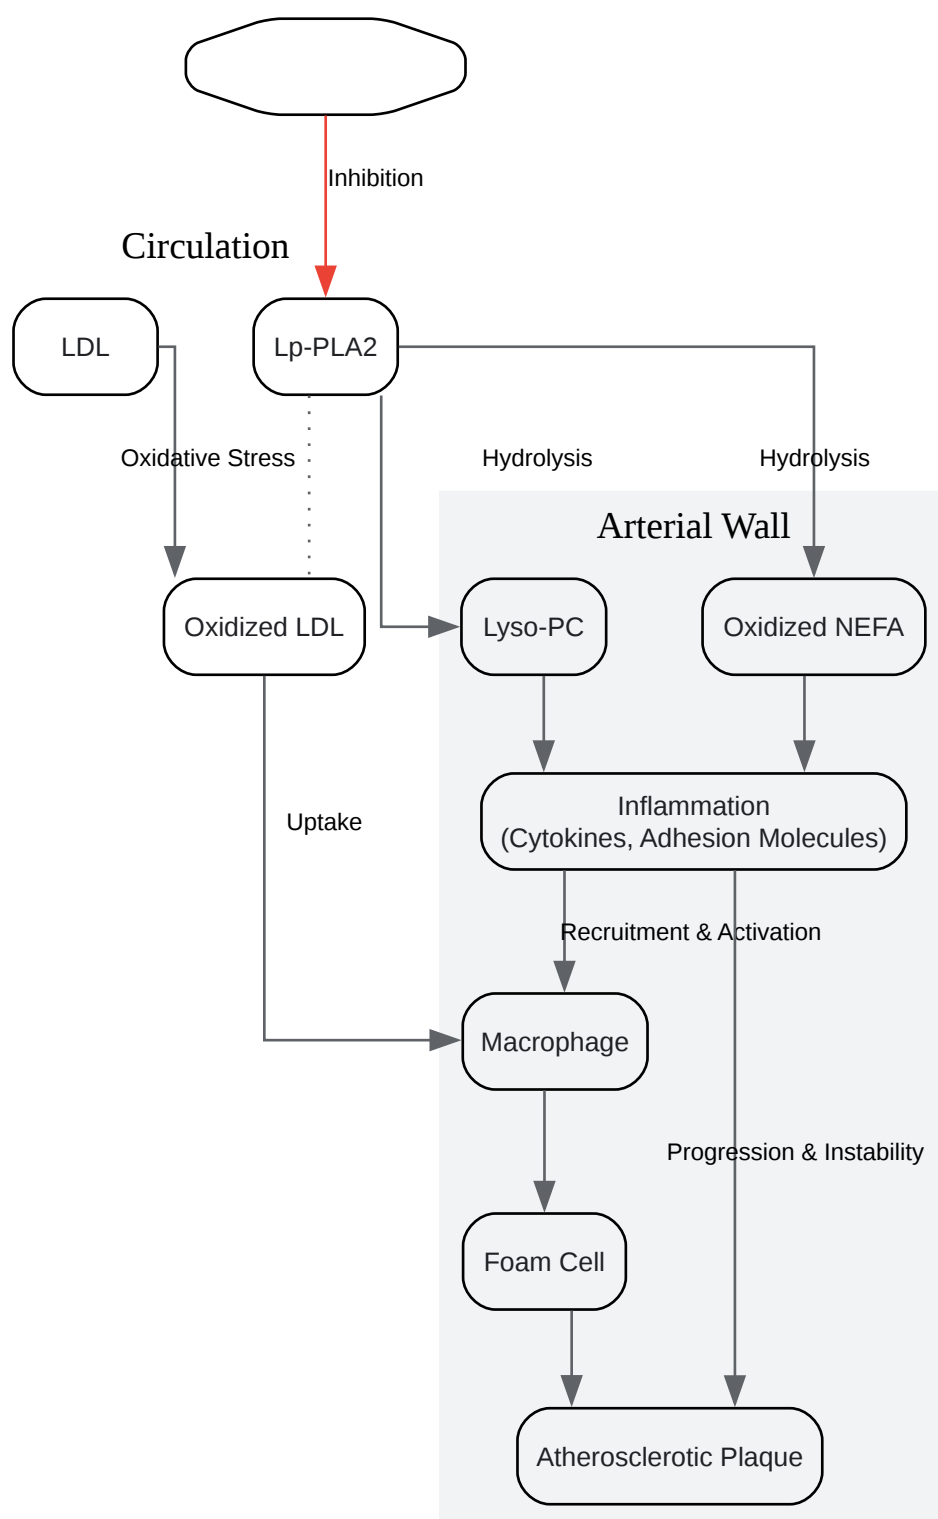 Inhibition
Circulation
LDL
Lp-PLA2
Oxidative Stress
Hydrolysis
Hydrolysis
Arterial Wall
Oxidized LDL
Lyso-PC
Oxidized NEFA
Inflammation
(Cytokines, Adhesion Molecules)
Uptake
Recruitment & Activation
Macrophage
Progression & Instability
Foam Cell
Atherosclerotic Plaque